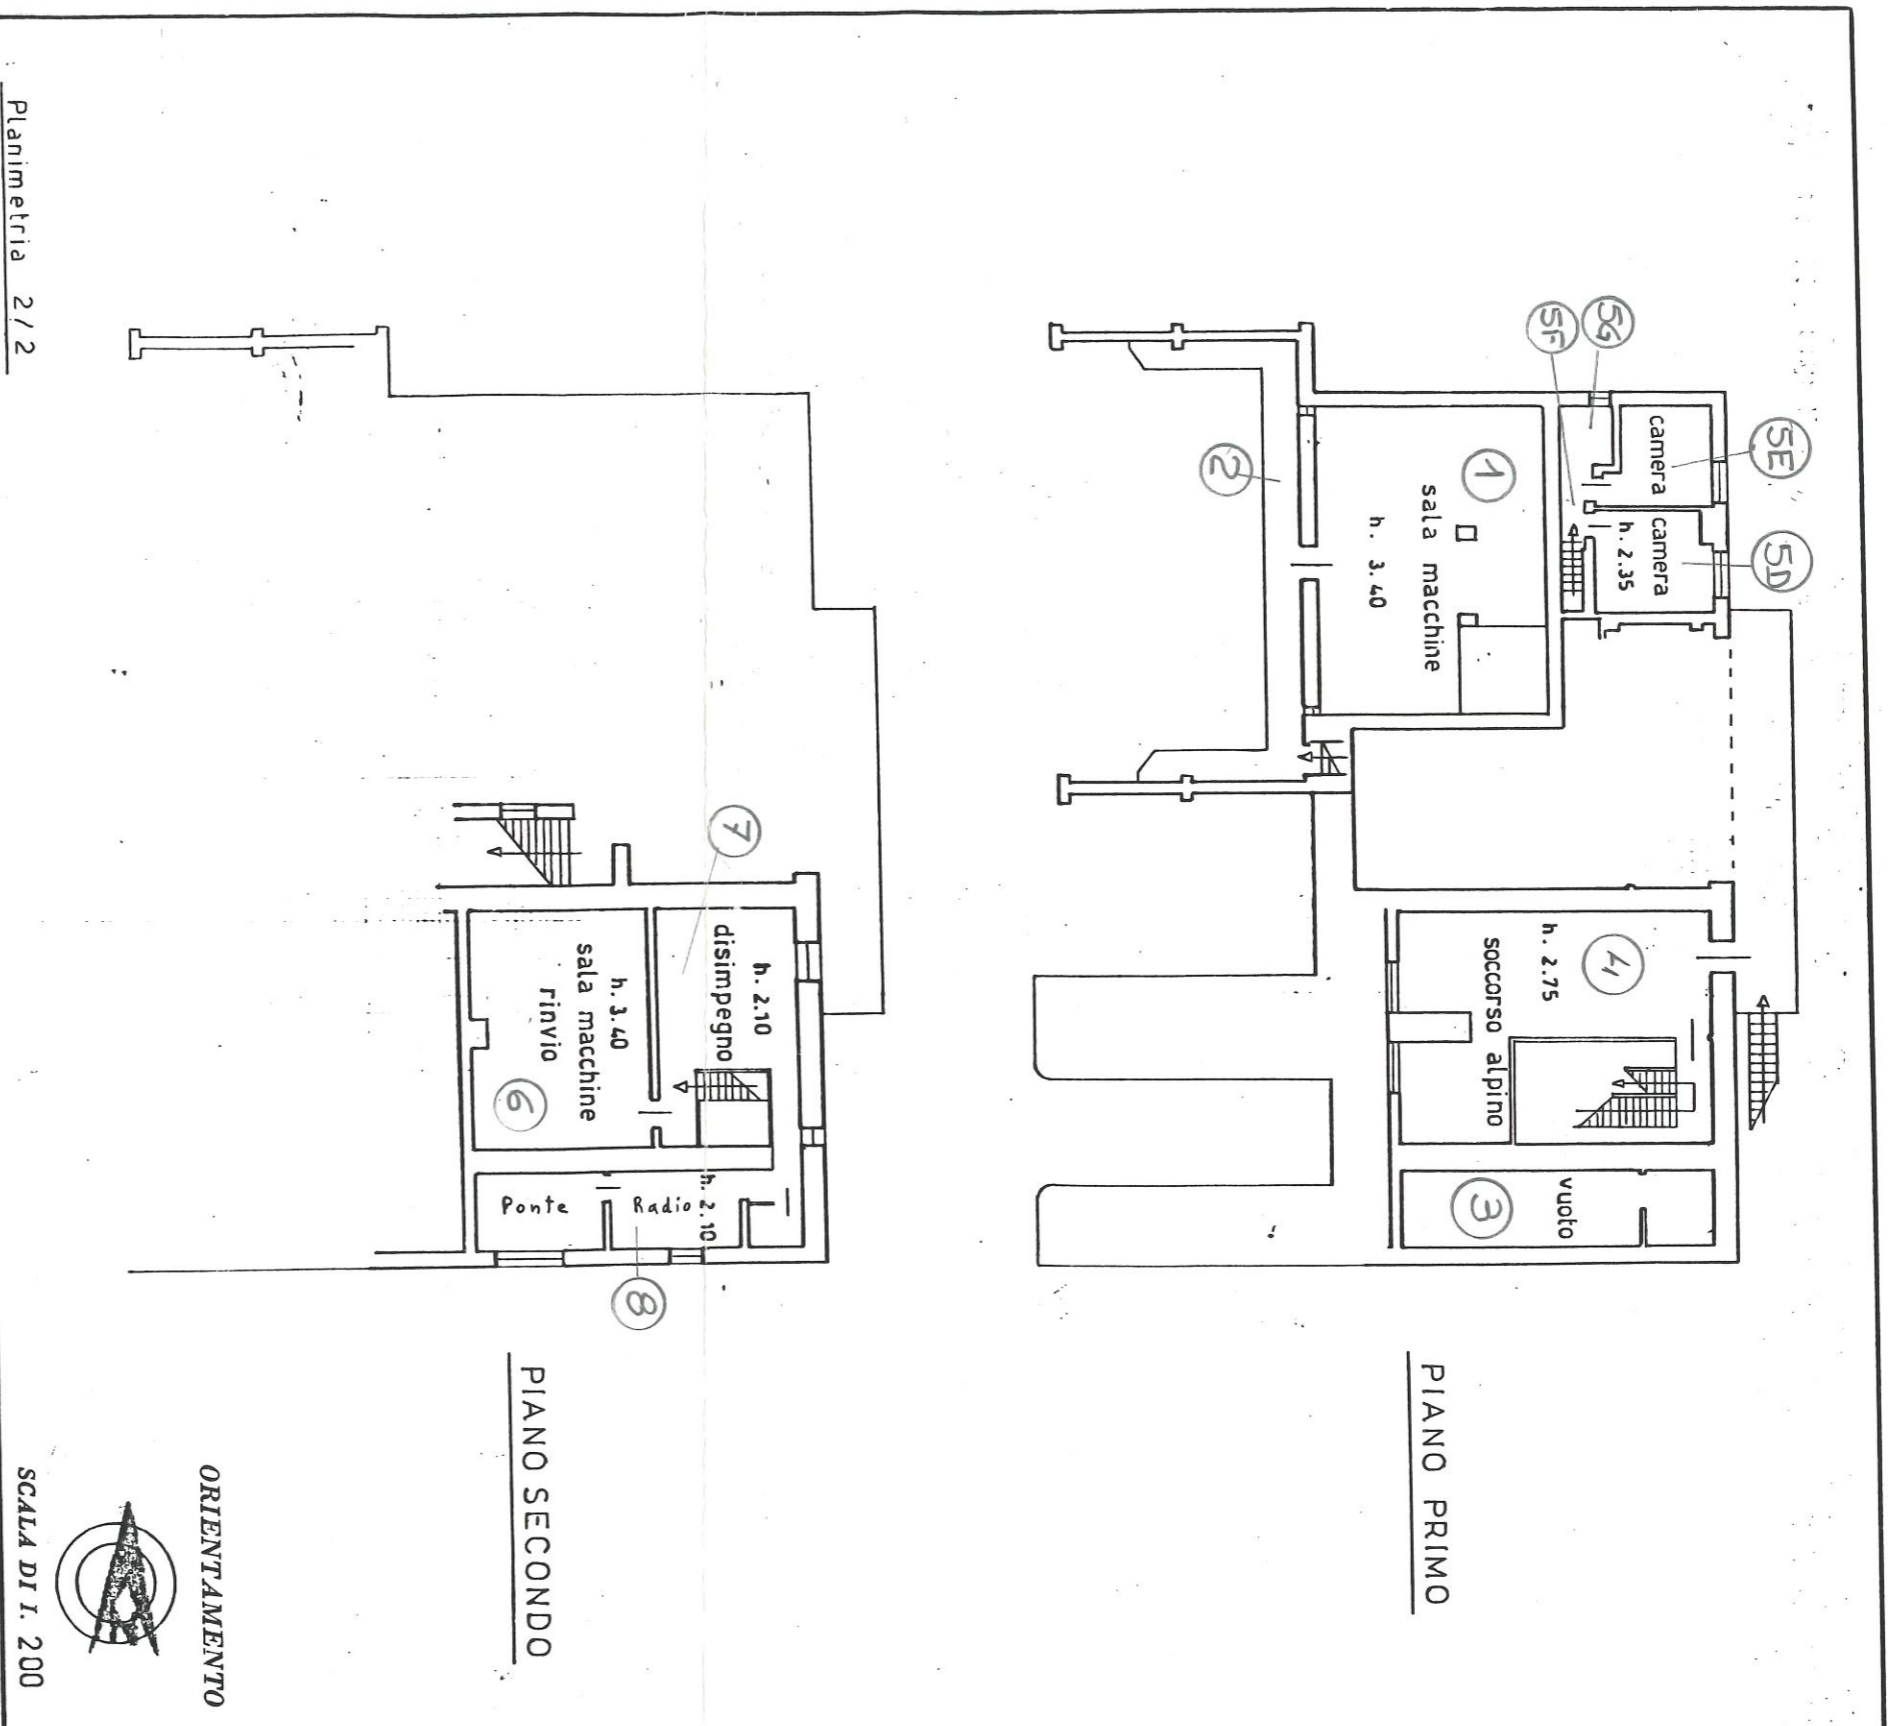 5E
5D
5G
5F
camera
camera
h. 2.35
1
sala macchine
h. 3.40
2
4
h. 2.75
soccorso alpino
vuoto
3
PIANO PRIMO
7
h. 2.10
disimpegno
h. 3.40
sala macchine
rinvio
6
h. 2.10
Radio
Ponte
8
PIANO SECONDO
ORIENTAMENTO
SCALA DI 1. 200
Planimetria 2/2